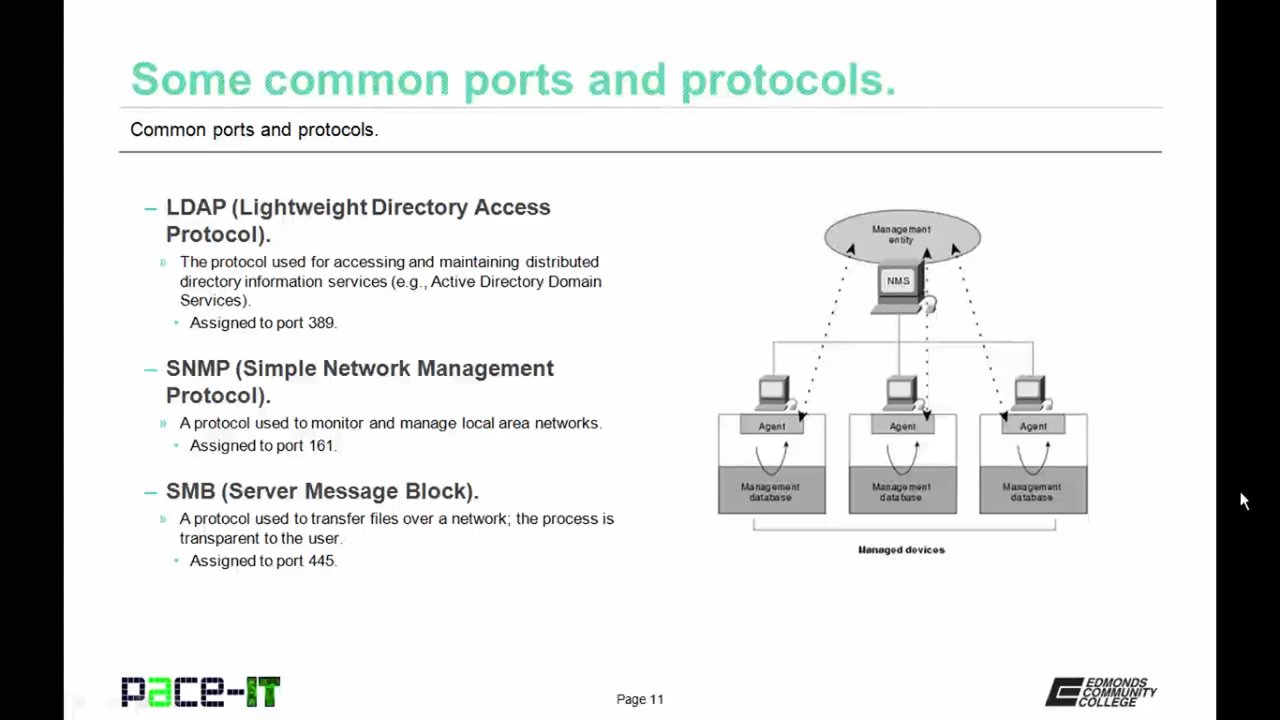 Some common ports and protocols.
Common ports and protocols.
– LDAP (Lightweight Directory Access
Protocol).
» The protocol used for accessing and maintaining distributed
directory information services (e.g., Active Directory Domain
Services).
• Assigned to port 389.
– SNMP (Simple Network Management
Protocol).
» A protocol used to monitor and manage local area networks.
• Assigned to port 161.
– SMB (Server Message Block).
» A protocol used to transfer files over a network; the process is
transparent to the user.
• Assigned to port 445.
Management
entity
NMS
Agent
Agent
Agent
Management
database
Management
database
Management
database
Managed devices
pace-IT
Page 11
EDMONDS
COMMUNITY
COLLEGE